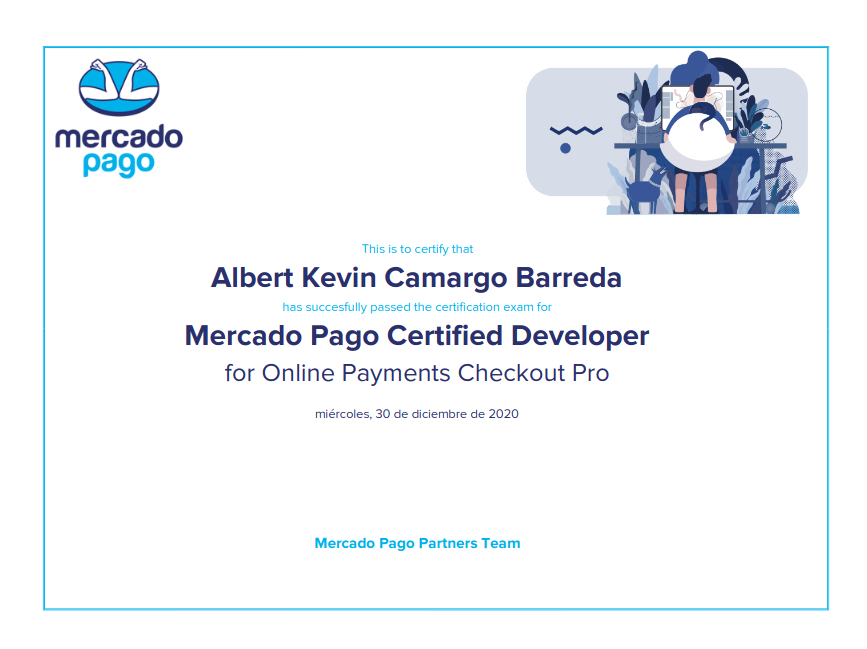 mercado
pago
This is to certify that
Albert Kevin Camargo Barreda
has succesfully passed the certification exam for
Mercado Pago Certified Developer
for Online Payments Checkout Pro
miércoles, 30 de diciembre de 2020
Mercado Pago Partners Team